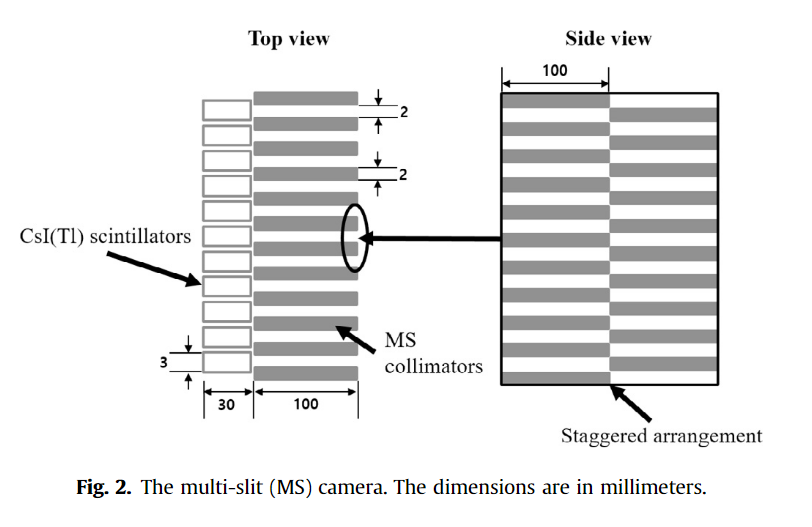 Top view
Side view
100
2
2
CsI(Tl) scintillators
MS
collimators
3
30
100
Staggered arrangement
Fig. 2. The multi-slit (MS) camera. The dimensions are in millimeters.